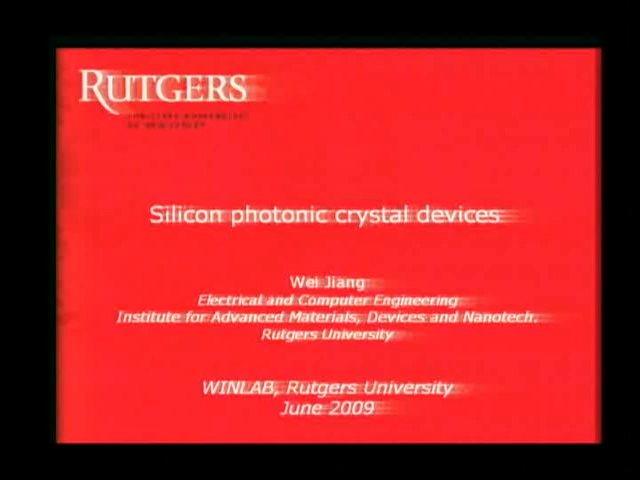 RUTGERS
Silicon photonic crystal devices
Wei Jiang
Electrical and Computer Engineering
Institute for Advanced Materials, Devices and Nanotech.
Rutgers University
WINLAB, Rutgers University
June 2009